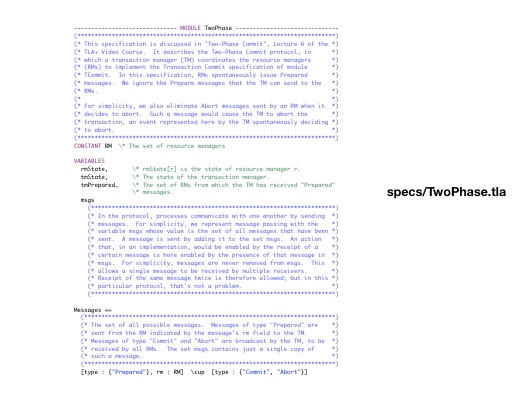 ------------------------------ MODULE TwoPhase ------------------------------
(***************************************************************************)
(* This specification is discussed in "Two-Phase Commit", Lecture 6 of the *)
(* TLA+ Video Course.  It describes the Two-Phase Commit protocol, in      *)
(* which a transaction manager (TM) coordinates the resource managers      *)
(* (RMs) to implement the Transaction Commit specification of module       *)
(* TCommit.  In this specification, RMs spontaneously issue Prepared       *)
(* messages.  We ignore the Prepare messages that the TM can send to the   *)
(* RMs.                                                                    *)
(*                                                                         *)
(* For simplicity, we also eliminate Abort messages sent by an RM when it  *)
(* decides to abort.  Such a message would cause the TM to abort the       *)
(* transaction, an event represented here by the TM spontaneously deciding *)
(* to abort.                                                               *)
(***************************************************************************)
CONSTANT RM  \* The set of resource managers
VARIABLES
rmState,       \* rmState[r] is the state of resource manager r.
tmState,       \* The state of the transaction manager.
tmPrepared,    \* The set of RMs from which the TM has received "Prepared"
\* messages.
msgs
(***********************************************************************)
(* In the protocol, processes communicate with one another by sending  *)
(* messages.  For simplicity, we represent message passing with the    *)
(* variable msgs whose value is the set of all messages that have been *)
(* sent.  A message is sent by adding it to the set msgs.  An action   *)
(* that, in an implementation, would be enabled by the receipt of a    *)
(* certain message is here enabled by the presence of that message in  *)
(* msgs.  For simplicity, messages are never removed from msgs.  This  *)
(* allows a single message to be received by multiple receivers.       *)
(* Receipt of the same message twice is therefore allowed; but in this *)
(* particular protocol, that's not a problem.                          *)
(***********************************************************************)
Messages ==
(*************************************************************************)
(* The set of all possible messages.  Messages of type "Prepared" are    *)
(* sent from the RM indicated by the message's rm field to the TM.       *)
(* Messages of type "Commit" and "Abort" are broadcast by the TM, to be  *)
(* received by all RMs.  The set msgs contains just a single copy of     *)
(* such a message.                                                       *)
(*************************************************************************)
[type : {"Prepared"}, rm : RM]  \cup  [type : {"Commit", "Abort"}]
specs/TwoPhase.tla